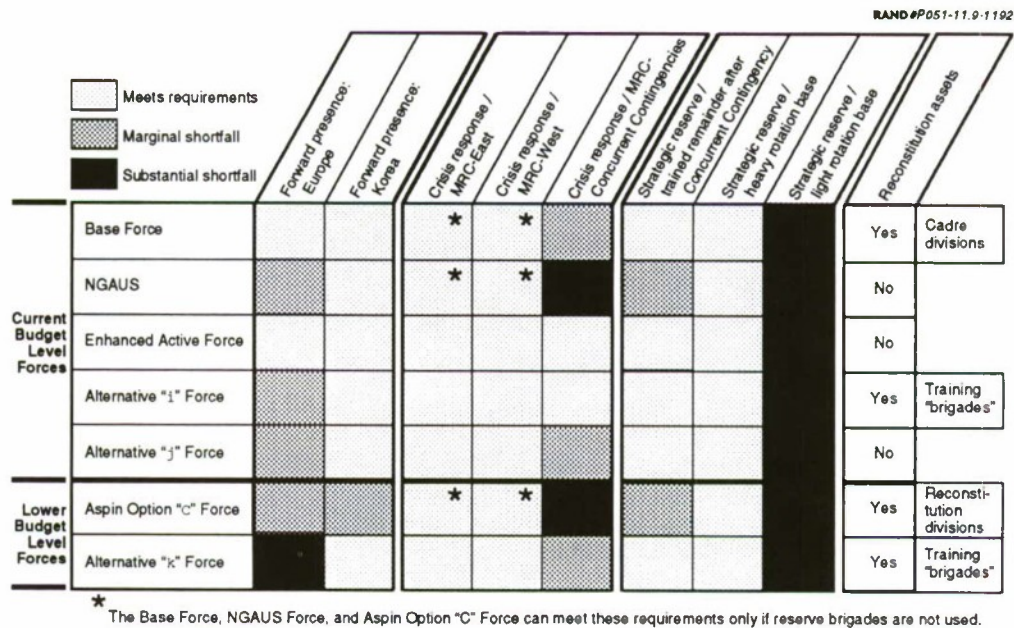 RAND#P051-11.9-1192
Meets requirements
Marginal shortfall
Substantial shortfall
Forward presence:
Europe
Forward presence:
Korea
Crisis response /
MRC-East
Crisis response /
MRC-West
Crisis response / MRC-
Concurrent Contingencies
Strategic reserve /
trained remainder after
Concurrent Contingency
Strategic reserve /
heavy rotation base
Strategic reserve /
light rotation base
Reconstitution assets
Current
Budget
Level
Forces
Base Force
* *
Yes
Cadre
divisions
NGAUS
* *
No
Enhanced Active Force
No
Alternative "i" Force
Yes
Training
"brigades"
Alternative "j" Force
No
Lower
Budget
Level
Forces
Aspin Option "C" Force
* *
Yes
Reconsti-
tution
divisions
Alternative "k" Force
Yes
Training
"brigades"
* The Base Force, NGAUS Force, and Aspin Option "C" Force can meet these requirements only if reserve brigades are not used.